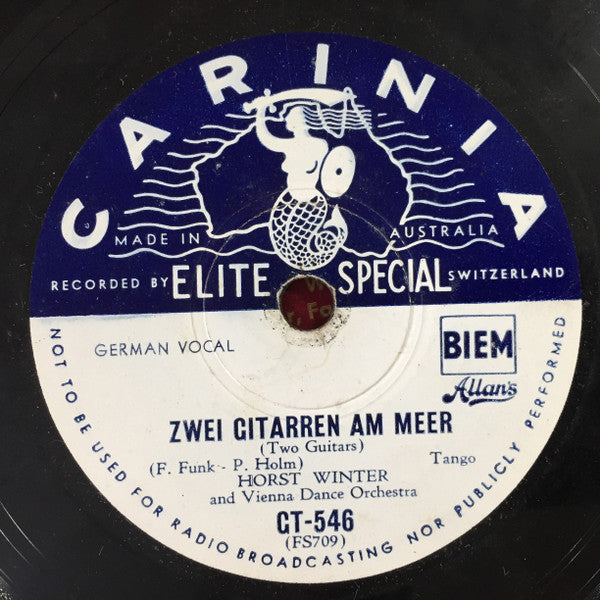 CARINIA
MADE IN AUSTRALIA
RECORDED BY ELITE SPECIAL SWITZERLAND
GERMAN VOCAL
BIEM
Allan's
ZWEI GITARREN AM MEER
(Two Guitars)
(F. Funk - P. Holm) Tango
HORST WINTER
and Vienna Dance Orchestra
CT-546
(FS709)
NOT TO BE USED FOR RADIO BROADCASTING NOR PUBLICLY PERFORMED